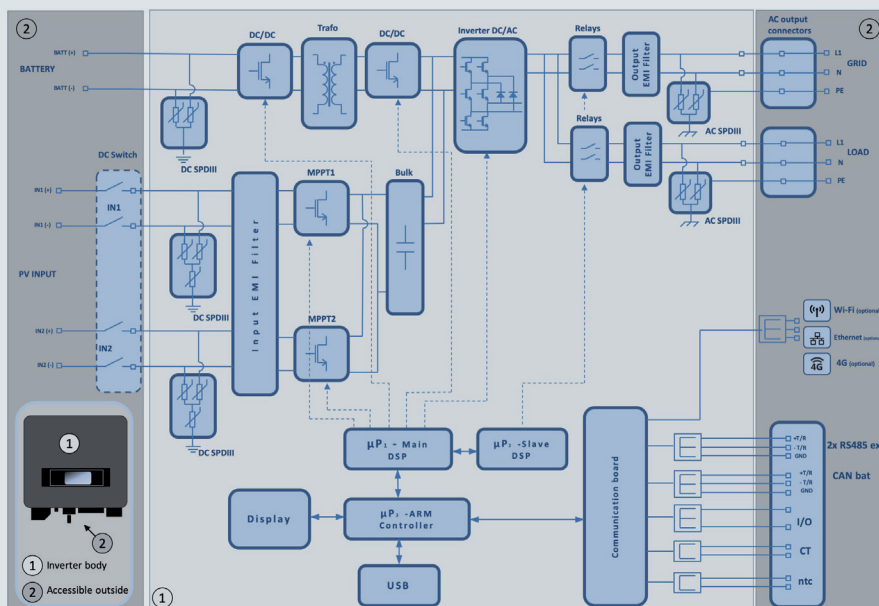 2
1
2
BATTERY
BATT (+)
BATT (-)
DC SPDIII
DC/DC
Trafo
DC/DC
Inverter DC/AC
Relays
Output
EMI Filter
AC SPDIII
AC output
connectors
L1
GRID
N
PE
Relays
Output
EMI Filter
AC SPDIII
L1
LOAD
N
PE
DC Switch
IN1 (+)
IN1
IN1 (-)
PV INPUT
IN2 (+)
IN2
IN2 (-)
DC SPDIII
DC SPDIII
Input EMI Filter
MPPT1
MPPT2
Bulk
Wi-Fi (optional)
Ethernet
4G
4G (optional)
µP₁ - Main
DSP
-Slave
DSP
-ARM
Controller
Display
USB
Communication board
+T/R
- T/R
GND
2x RS485 ex
+T/R
- T/R
GND
CAN bat
I/O
CT
ntc
1
2
1 Inverter body
2 Accessible outside
1